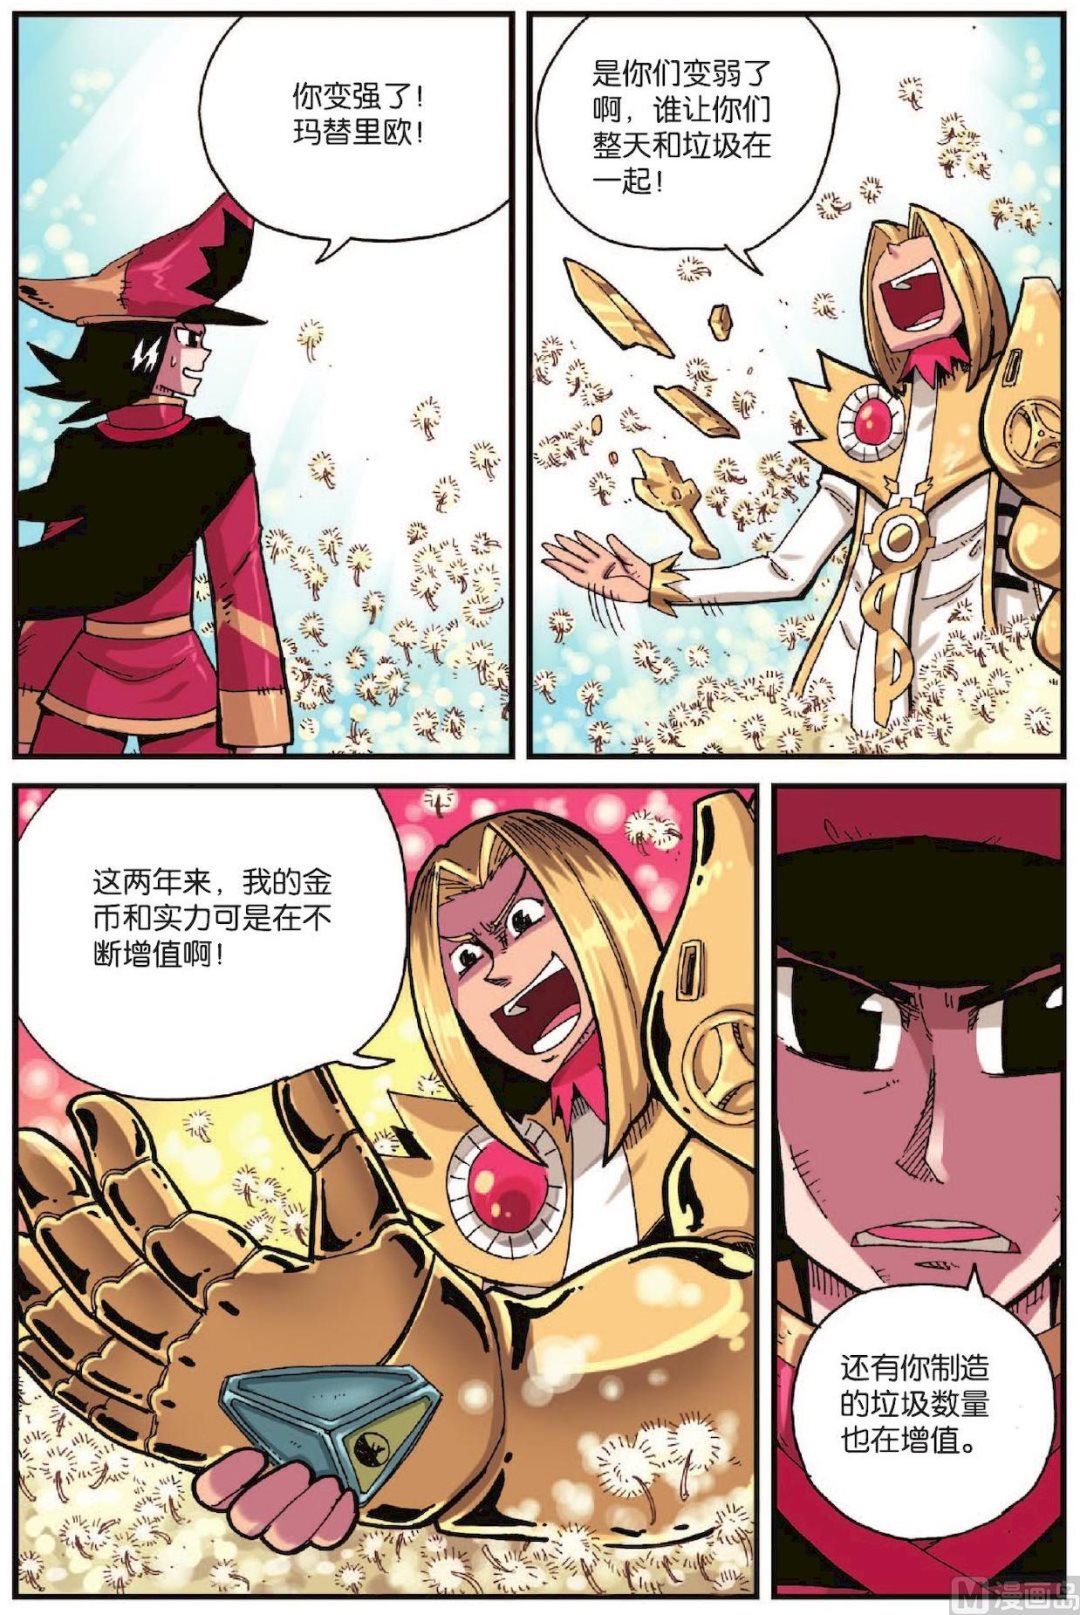 你变强了！
玛替里欧！
是你们变弱了
啊，谁让你们
整天和垃圾在
一起！
这两年来，我的金
币和实力可是在不
断增值啊！
还有你制造
的垃圾数量
也在增值。
漫画岛